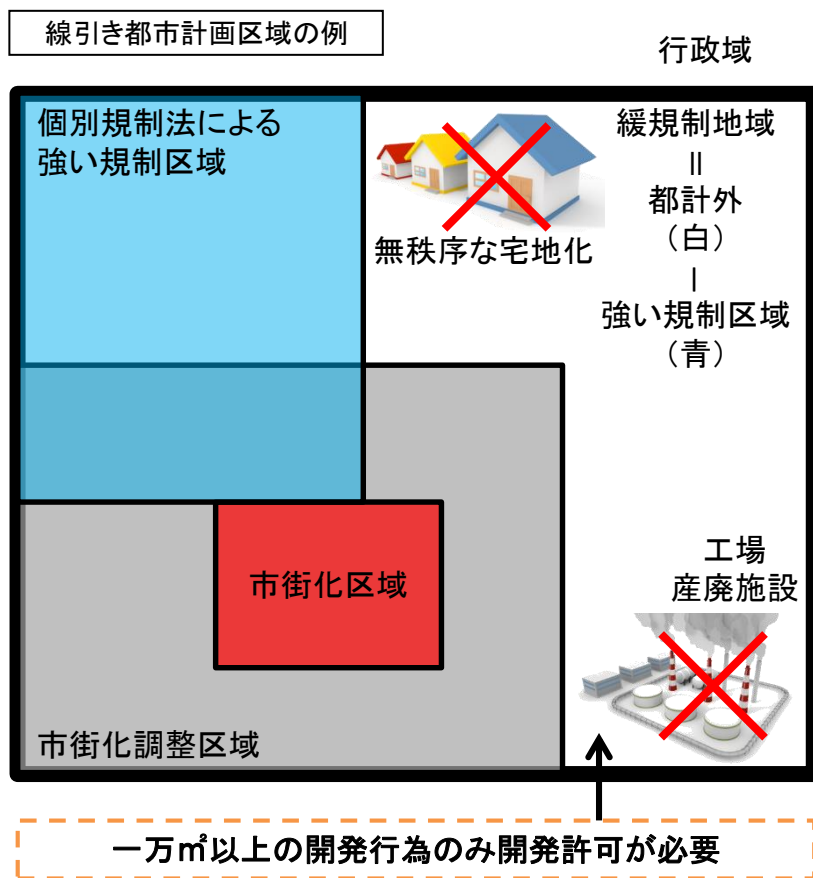 線引き都市計画区域の例
行政域
個別規制法による
強い規制区域
無秩序な宅地化
緩規制地域
||
都計外
（白）
|
強い規制区域
（青）
市街化区域
工場
産廃施設
市街化調整区域
一万㎡以上の開発行為のみ開発許可が必要